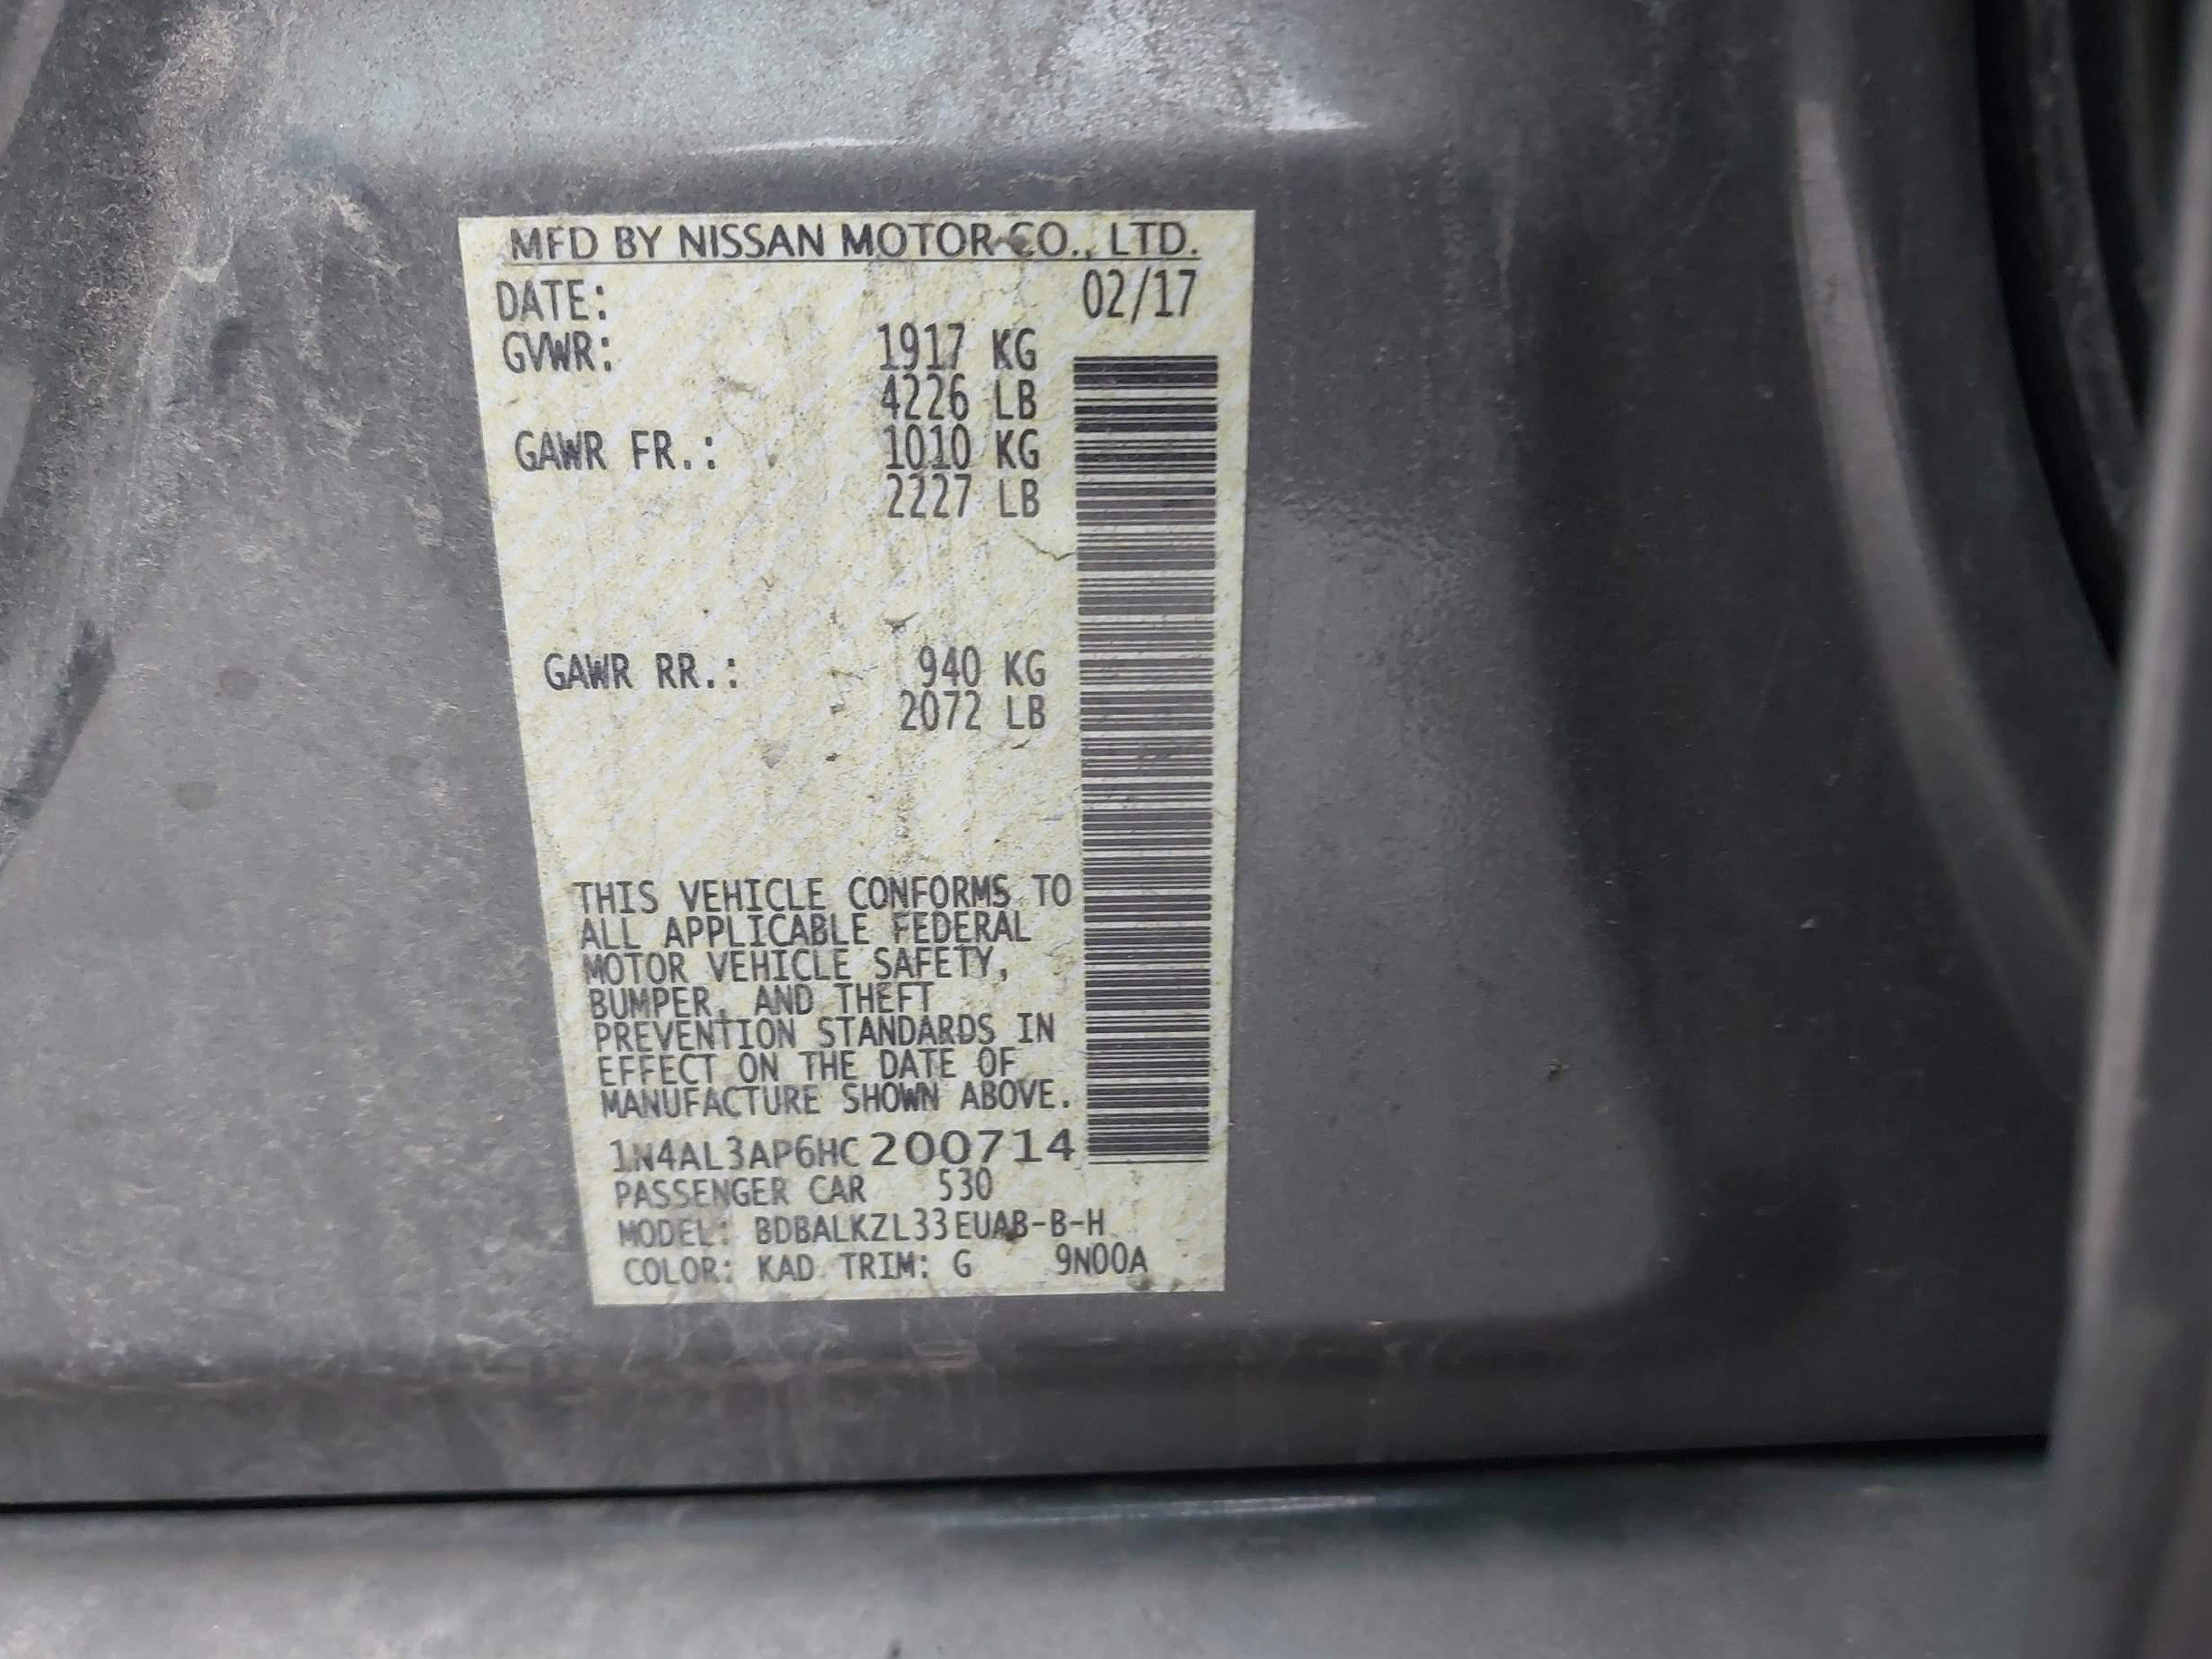 MFD BY NISSAN MOTOR CO., LTD.
DATE: 02/17
GVWR: 1917 KG
4226 LB
GAWR FR.: 1010 KG
2227 LB
GAWR RR.: 940 KG
2072 LB
THIS VEHICLE CONFORMS TO
ALL APPLICABLE FEDERAL
MOTOR VEHICLE SAFETY,
BUMPER, AND THEFT
PREVENTION STANDARDS IN
EFFECT ON THE DATE OF
MANUFACTURE SHOWN ABOVE.
1N4AL3AP6HC200714
PASSENGER CAR 530
MODEL: BDBALKZL33EUAB-B-H
COLOR: KAD TRIM: G 9N00A